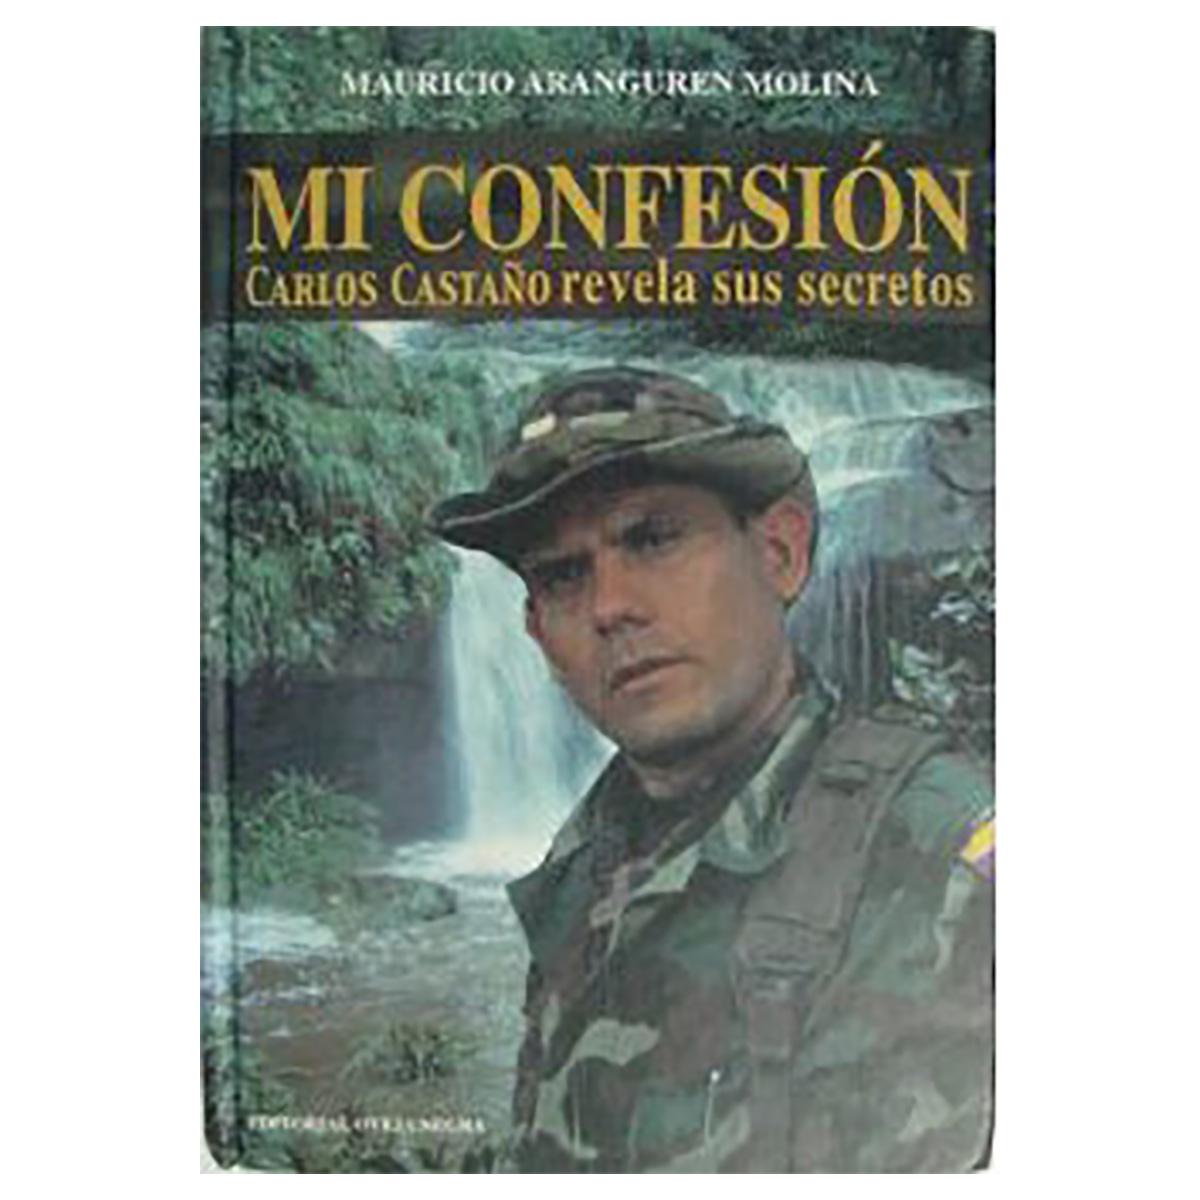 MAURICIO ARANGUREN MOLINA
MI CONFESIÓN
CARLOS CASTAÑO revela sus secretos
EDITORIAL OVEJA NEGRA